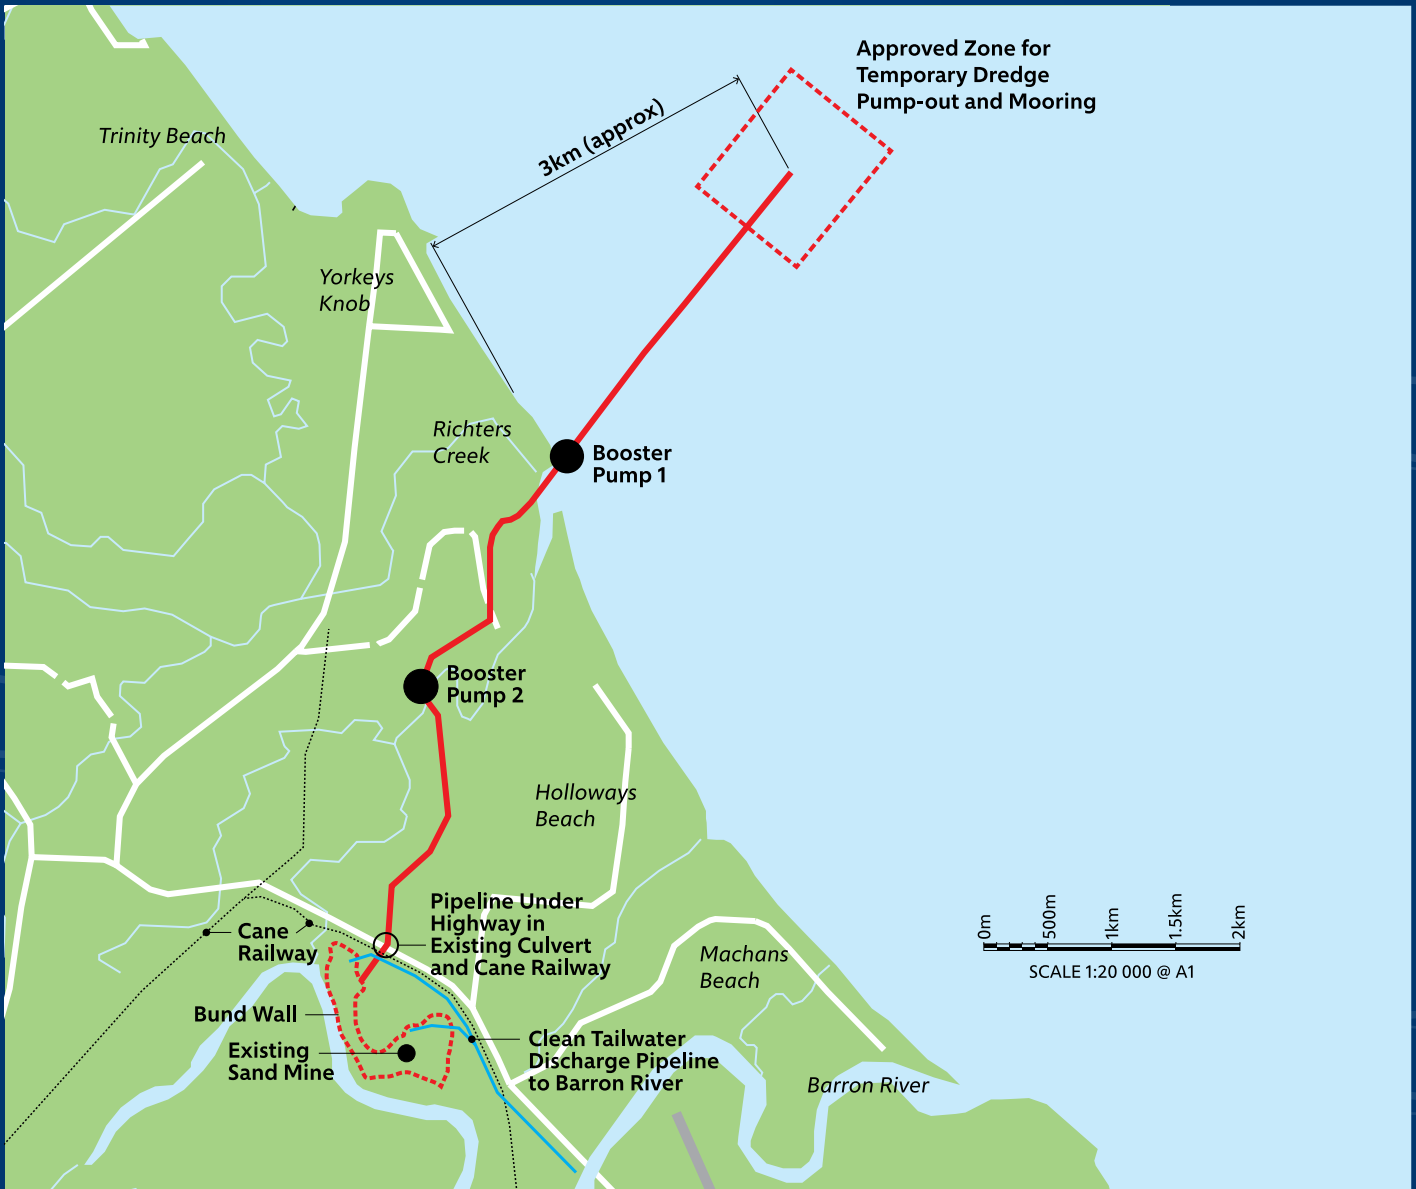 Approved Zone for
Temporary Dredge
Pump-out and Mooring
3km (approx)
Trinity Beach
Yorkeys
Knob
Richters
Creek
Booster
Pump 1
Booster
Pump 2
Holloways
Beach
Pipeline Under
Highway in
Existing Culvert
and Cane Railway
Cane
Railway
Machans
Beach
0m
500m
1km
1.5km
2km
SCALE 1:20 000 @ A1
Bund Wall
Existing
Sand Mine
Clean Tailwater
Discharge Pipeline
to Barron River
Barron River